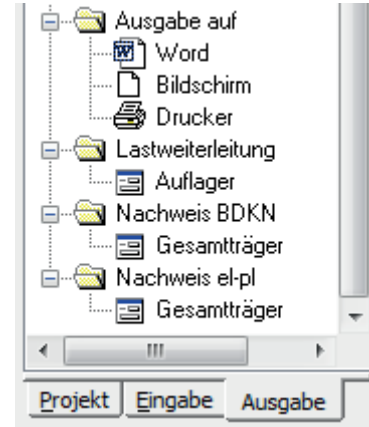 Ausgabe auf
Word
Bildschirm
Drucker
Lastweiterleitung
Auflager
Nachweis BDKN
Gesamtträger
Nachweis el-pl
Gesamtträger
Projekt Eingabe Ausgabe